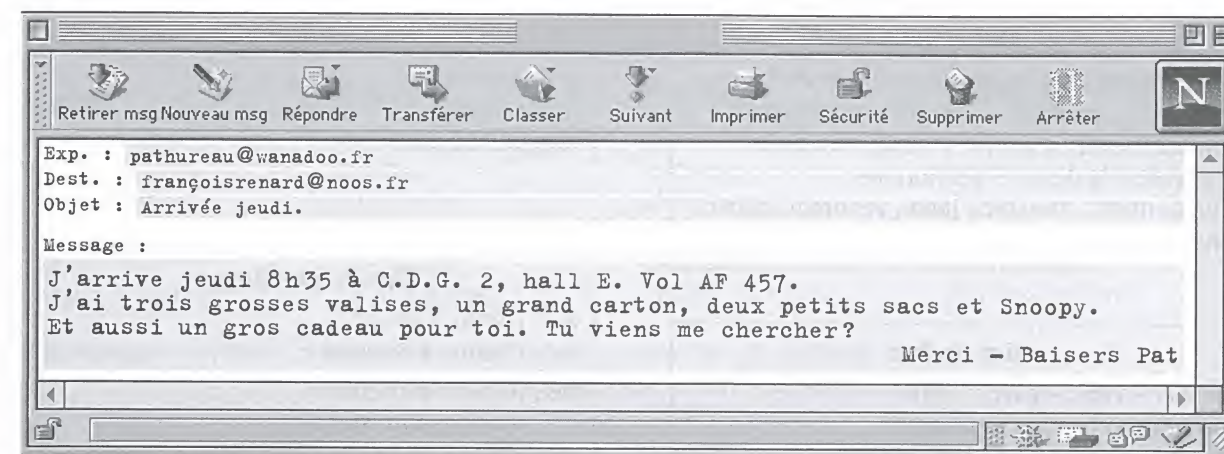 Retirer msg Nouveau msg Répondre Transférer Classer Suivant Imprimer Sécurité Supprimer Arrêter
N
Exp. : pathureau@wanadoo.fr
Dest. : françoisrenard@noos.fr
Objet : Arrivée jeudi.
Message :
J'arrive jeudi 8h35 à C.D.G. 2, hall E. Vol AF 457.
J'ai trois grosses valises, un grand carton, deux petits sacs et Snoopy.
Et aussi un gros cadeau pour toi. Tu viens me chercher?
Merci – Baisers Pat